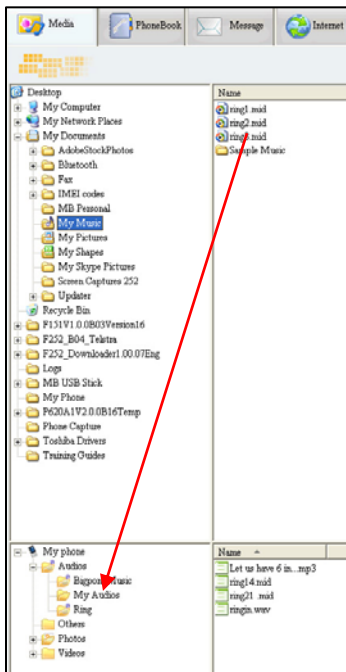 Media PhoneBook Message Internet
Desktop
My Computer
My Network Places
My Documents
AdobeStockPhotos
Bluetooth
Fax
IMEI codes
MB Personal
My Music
My Pictures
My Shapes
My Skype Pictures
Screen Captures 252
Updater
Recycle Bin
F151V1.0.0B03Version16
F252_B04_Telstra
F252_Downloader1.00.07Eng
Logs
MB USB Stick
My Phone
P620A1V2.0.0B16Temp
Phone Capture
Toshiba Drivers
Training Guides
Name
ring1.mid
ring2.mid
ring3.mid
Sample Music
My phone
Audios
Bigpond Music
My Audios
Ring
Others
Photos
Videos
Name
Let us have 6 in...mp3
ring14.mid
ring21 .mid
ringin.wav